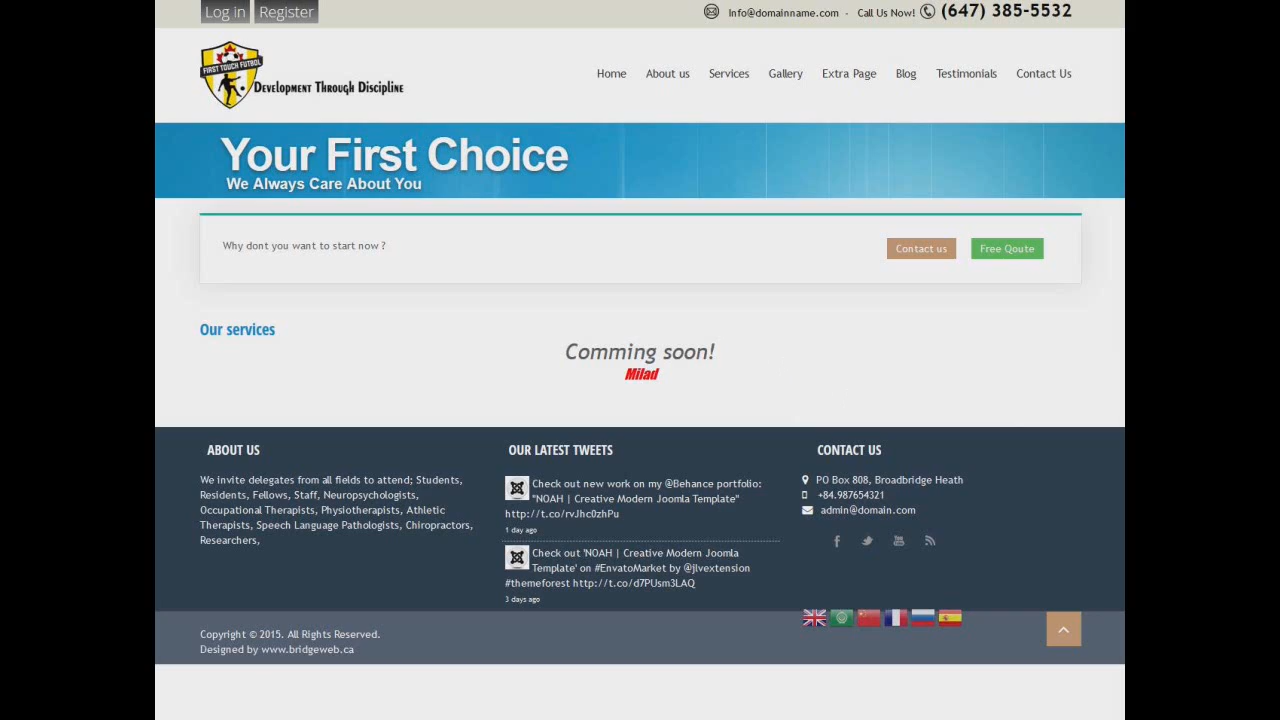 Log in Register
Info@domainname.com - Call Us Now! (647) 385-5532
FIRST TOUCH FUTBOL
Development Through Discipline
Home About us Services Gallery Extra Page Blog Testimonials Contact Us
Your First Choice
We Always Care About You
Why dont you want to start now ?
Contact us Free Qoute
Our services
Comming soon!
Milad
ABOUT US
We invite delegates from all fields to attend; Students,
Residents, Fellows, Staff, Neuropsychologists,
Occupational Therapists, Physiotherapists, Athletic
Therapists, Speech Language Pathologists, Chiropractors,
Researchers,
OUR LATEST TWEETS
Check out new work on my @Behance portfolio:
"NOAH | Creative Modern Joomla Template"
http://t.co/rvJhc0zhPu
1 day ago
Check out 'NOAH | Creative Modern Joomla
Template' on #EnvatoMarket by @jlvextension
#themeforest http://t.co/d7PUsm3LAQ
3 days ago
CONTACT US
PO Box 808, Broadbridge Heath
+84.987654321
admin@domain.com
Copyright © 2015. All Rights Reserved.
Designed by www.bridgeweb.ca